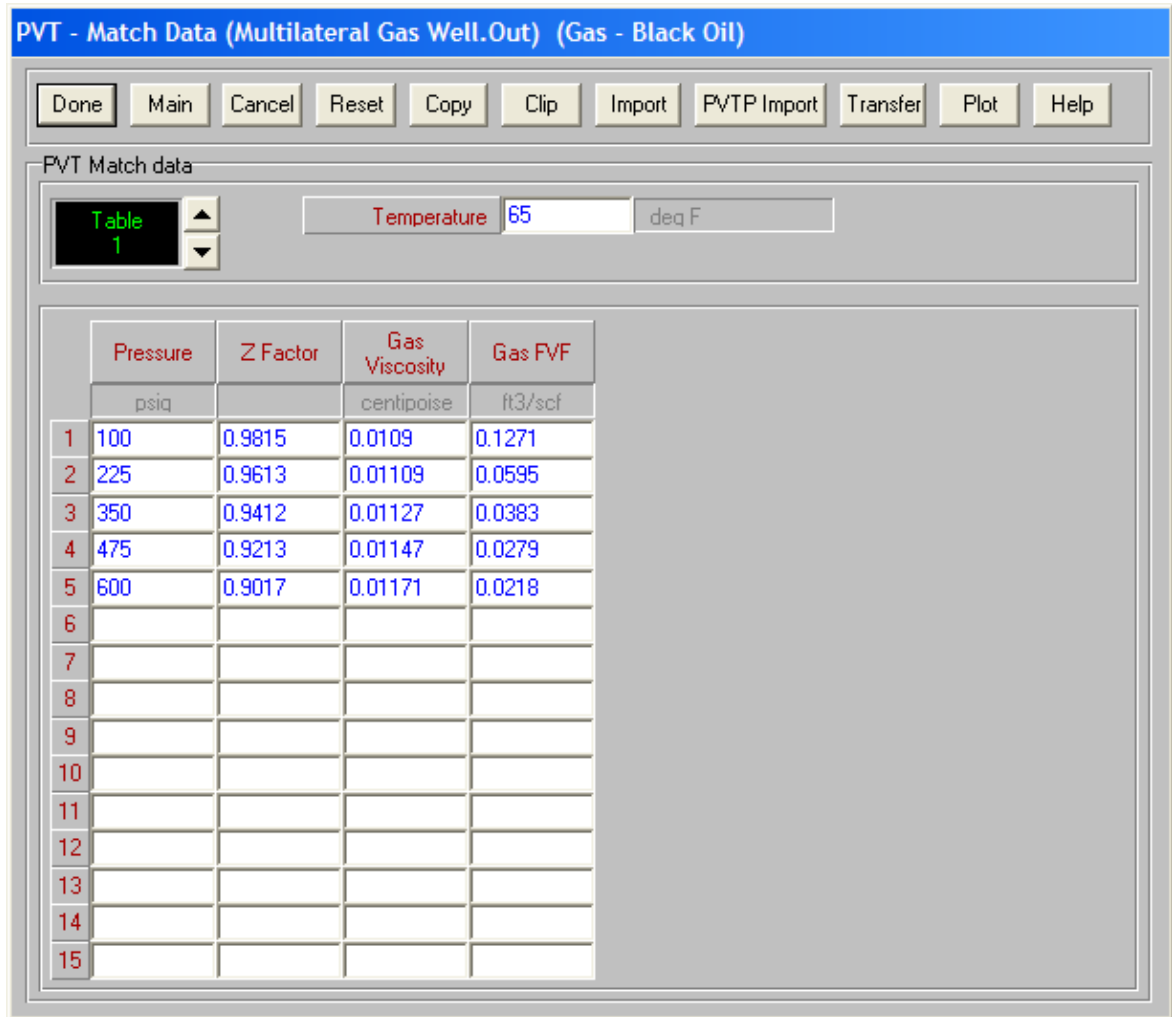 PVT - Match Data (Multilateral Gas Well.Out) (Gas - Black Oil)
Done Main Cancel Reset Copy Clip Import PVTP Import Transfer Plot Help
PVT Match data
Table
1
Temperature 65 deg F
Pressure Z Factor Gas Viscosity Gas FVF
psig centipoise ft3/scf
1 100 0.9815 0.0109 0.1271
2 225 0.9613 0.01109 0.0595
3 350 0.9412 0.01127 0.0383
4 475 0.9213 0.01147 0.0279
5 600 0.9017 0.01171 0.0218
6
7
8
9
10
11
12
13
14
15